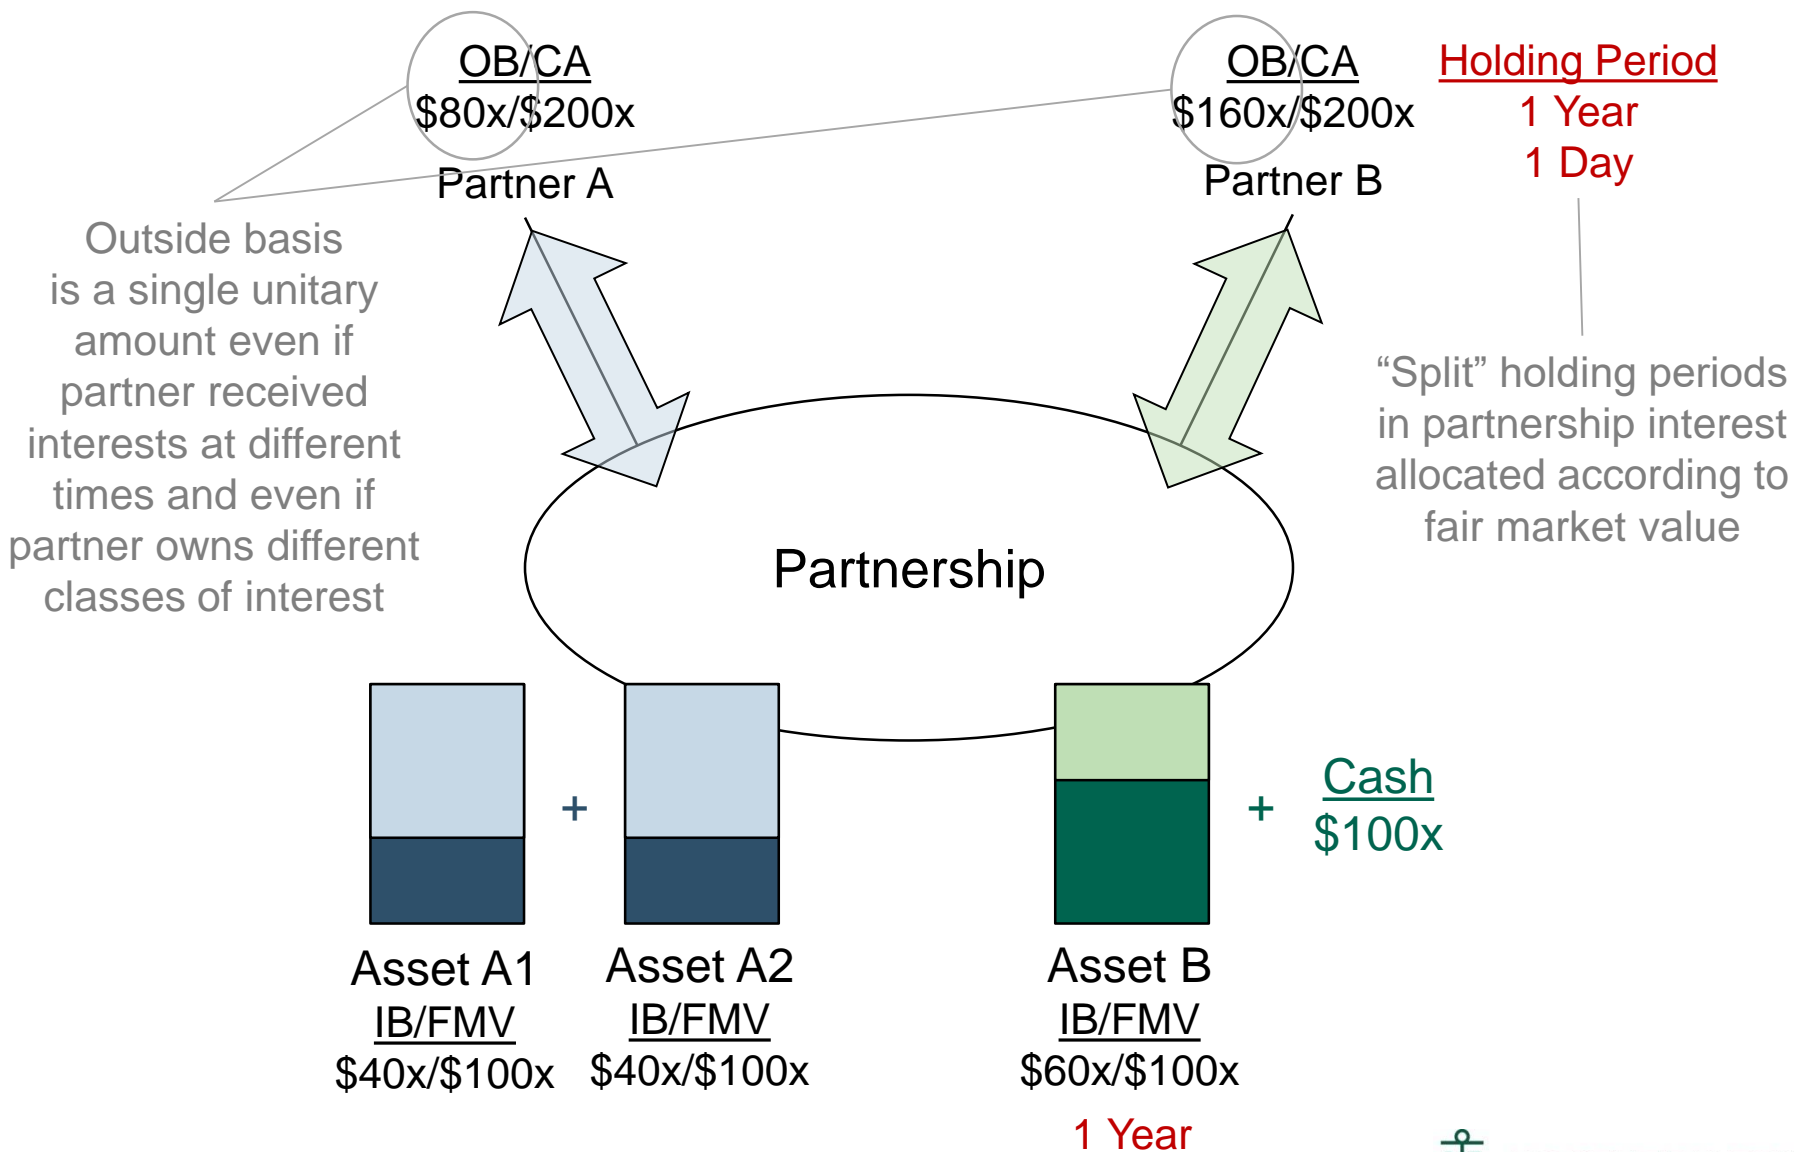 OB/CA
$80x/$200x
Partner A
OB/CA
$160x/$200x
Partner B
Holding Period
1 Year
1 Day
Outside basis
is a single unitary
amount even if
partner received
interests at different
times and even if
partner owns different
classes of interest
“Split” holding periods
in partnership interest
allocated according to
fair market value
Partnership
+
+
Cash
$100x
Asset A1
IB/FMV
$40x/$100x
Asset A2
IB/FMV
$40x/$100x
Asset B
IB/FMV
$60x/$100x
1 Year